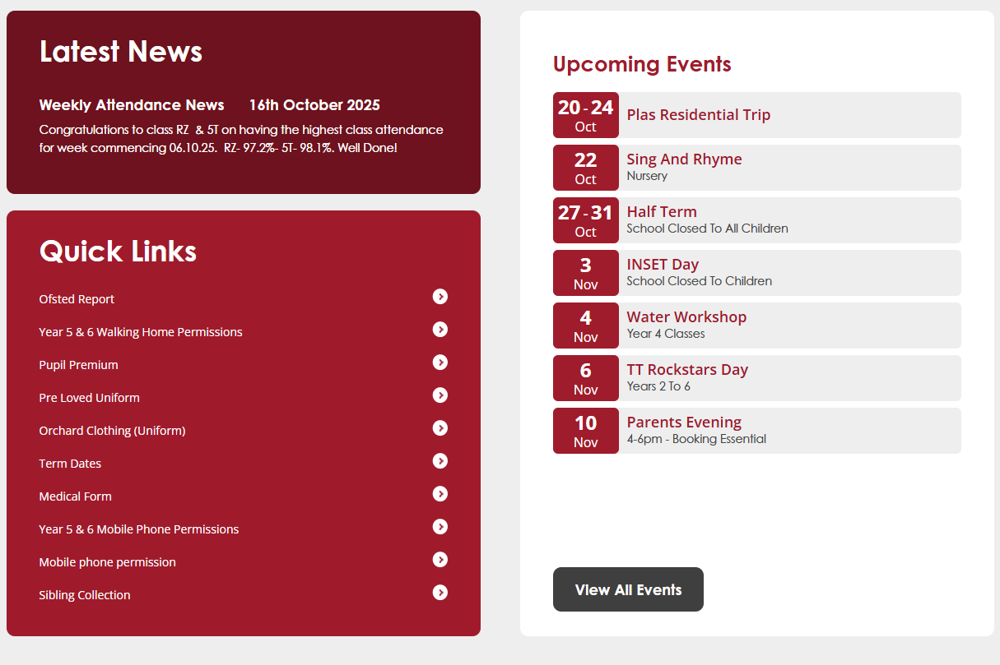 Latest News
Weekly Attendance News 16th October 2025
Congratulations to class RZ & 5T on having the highest class attendance
for week commencing 06.10.25. RZ- 97.2%- 5T- 98.1%. Well Done!
Quick Links
Ofsted Report
Year 5 & 6 Walking Home Permissions
Pupil Premium
Pre Loved Uniform
Orchard Clothing (Uniform)
Term Dates
Medical Form
Year 5 & 6 Mobile Phone Permissions
Mobile phone permission
Sibling Collection
Upcoming Events
20 - 24
Oct
Plas Residential Trip
22
Oct
Sing And Rhyme
Nursery
27 - 31
Oct
Half Term
School Closed To All Children
3
Nov
INSET Day
School Closed To Children
4
Nov
Water Workshop
Year 4 Classes
6
Nov
TT Rockstars Day
Years 2 To 6
10
Nov
Parents Evening
4-6pm - Booking Essential
View All Events